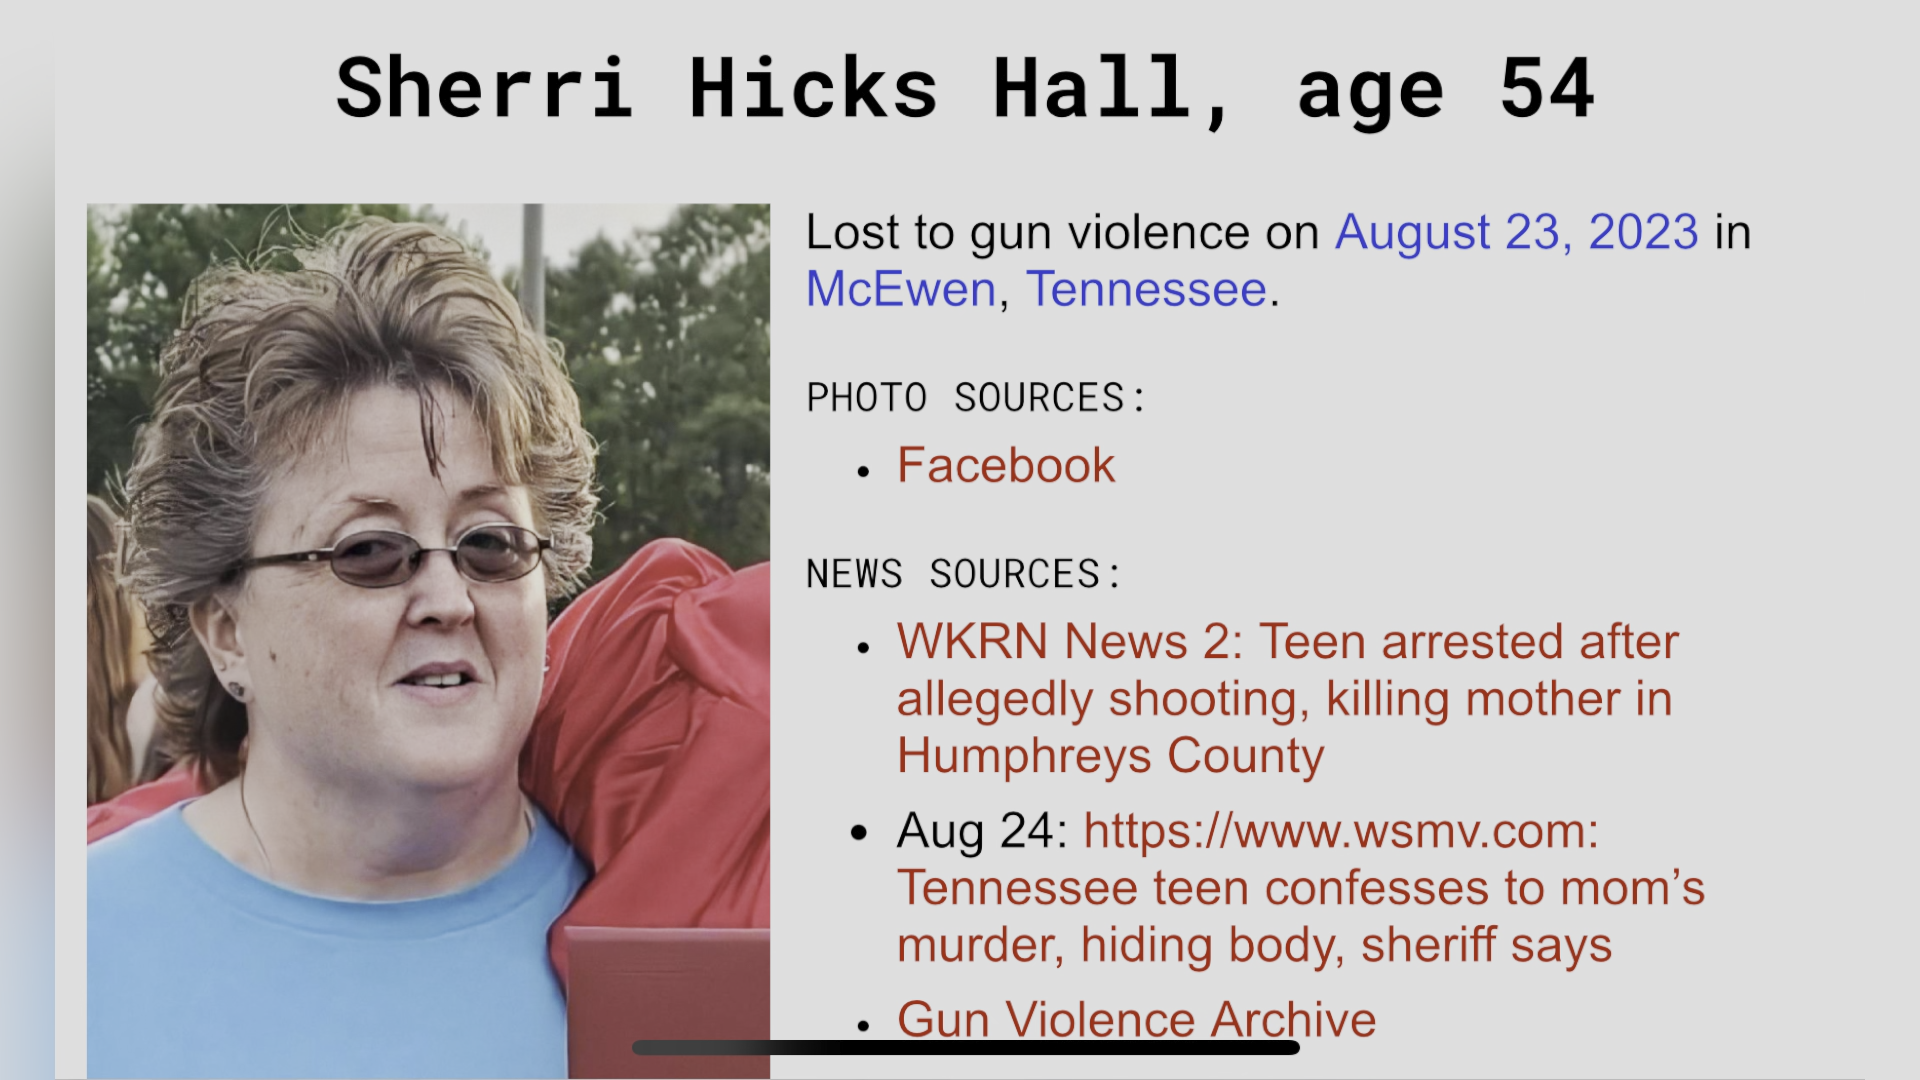 Sherri Hicks Hall, age 54
Lost to gun violence on August 23, 2023 in
McEwen, Tennessee.
PHOTO SOURCES:
• Facebook
NEWS SOURCES:
• WKRN News 2: Teen arrested after
allegedly shooting, killing mother in
Humphreys County
• Aug 24: https://www.wsmv.com:
Tennessee teen confesses to mom’s
murder, hiding body, sheriff says
• Gun Violence Archive